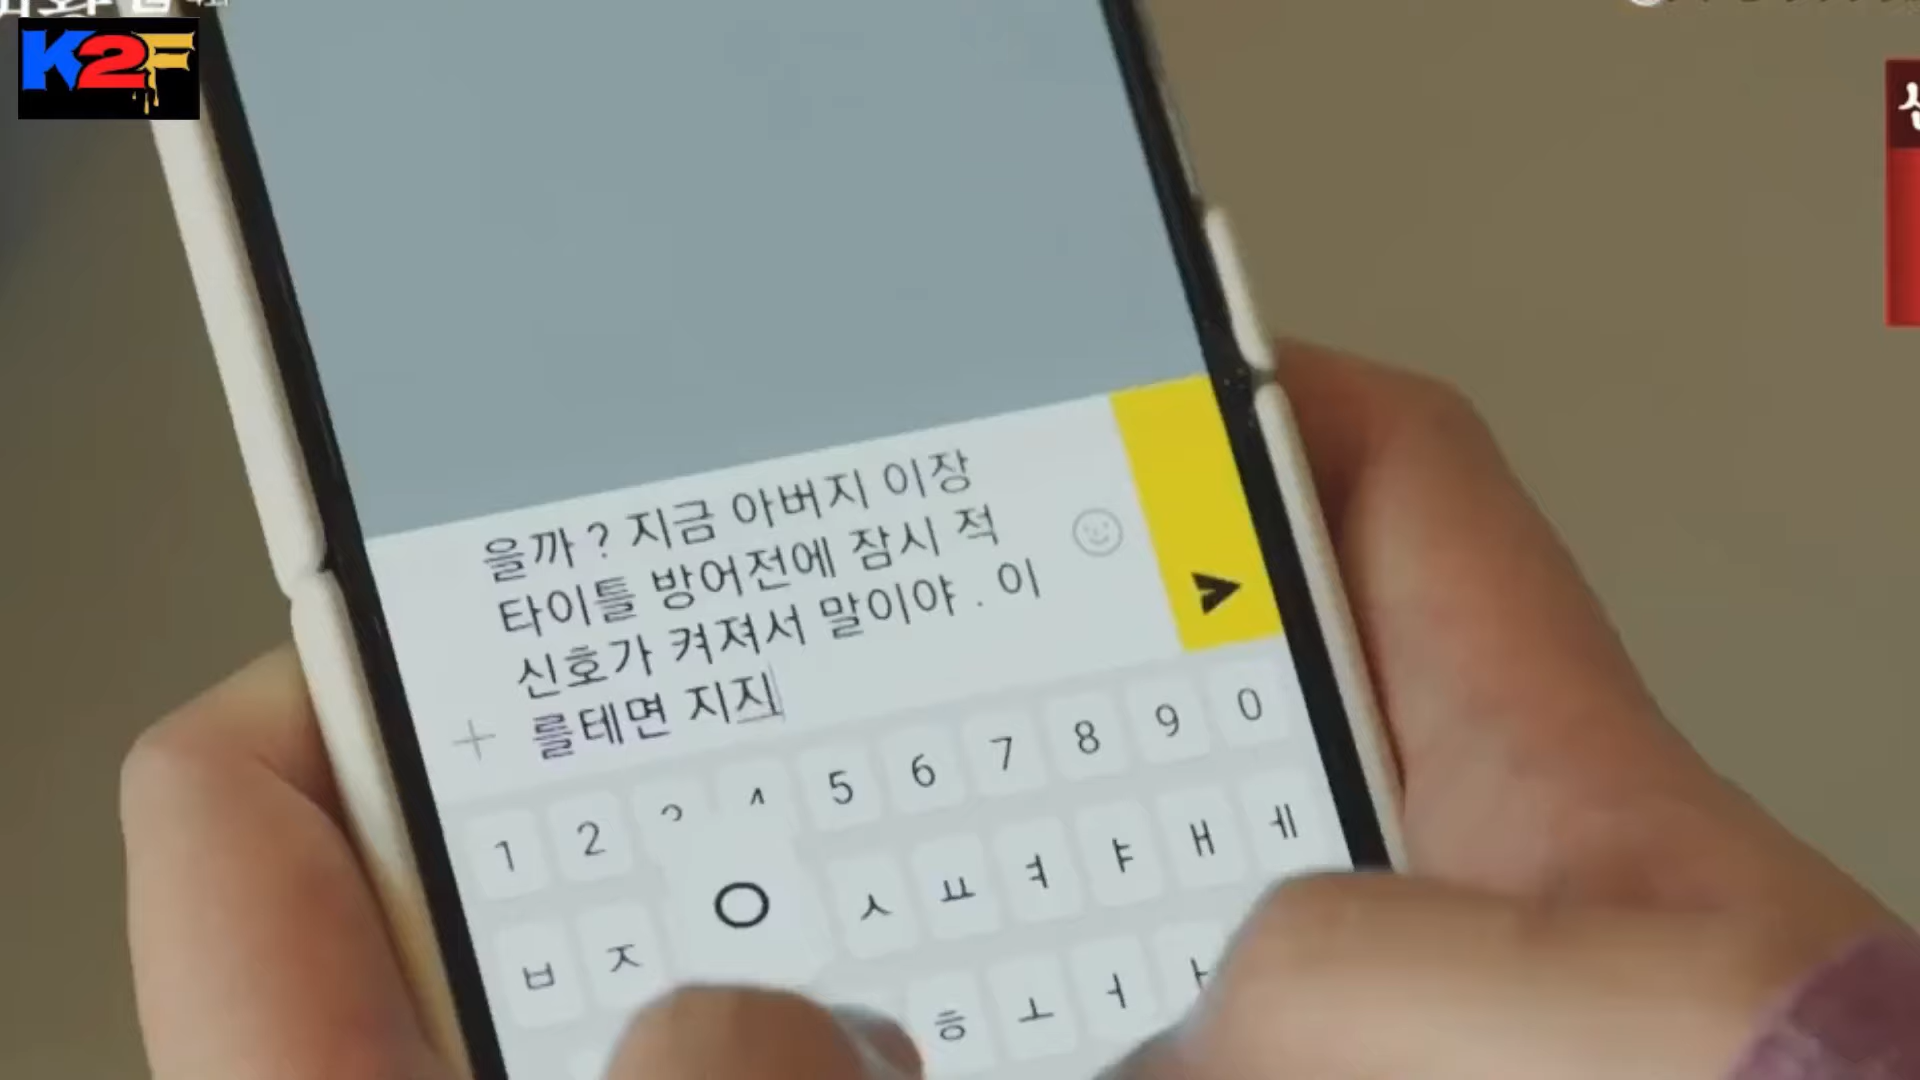 K2F
을까? 지금 아버지 이장
타이틀 방어전에 잠시 적
신호가 켜져서 말이야. 이
를테면 지지
1 2 5 6 7 8 9 0
ㅂ ㅈ ㅇ ㅅ ㅛ ㅕ ㅑ ㅐ ㅔ
ㅎ ㅗ ㅓ ㅏ